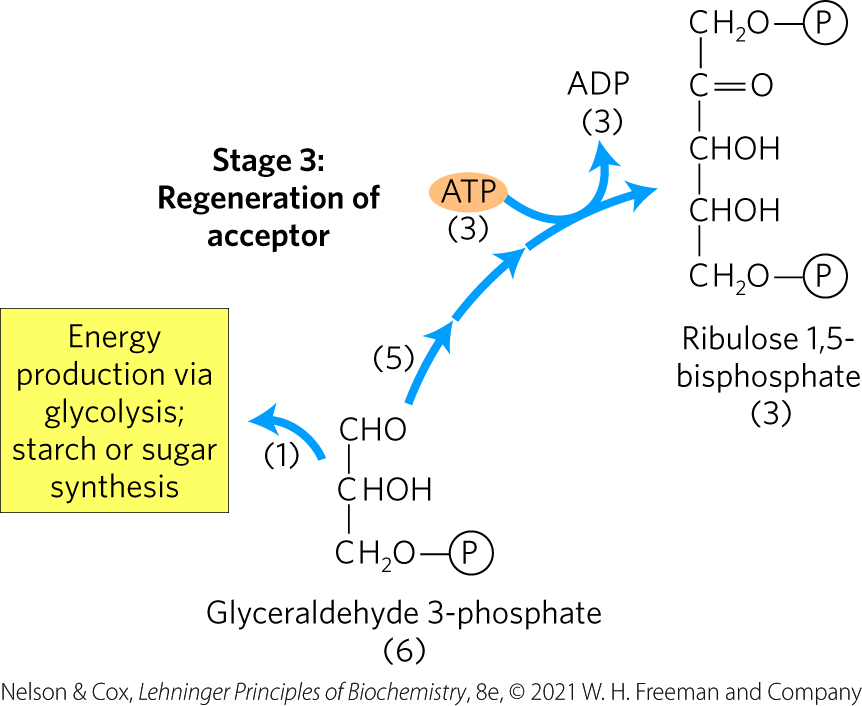 CH2O—P
C=O
CHOH
CHOH
CH2O—P
Ribulose 1,5-
bisphosphate
(3)
ADP
(3)
Stage 3:
Regeneration of
acceptor
ATP
(3)
(5)
Energy
production via
glycolysis;
starch or sugar
synthesis
(1)
CHO
CHOH
CH2O—P
Glyceraldehyde 3-phosphate
(6)
Nelson & Cox, Lehninger Principles of Biochemistry, 8e, © 2021 W. H. Freeman and Company